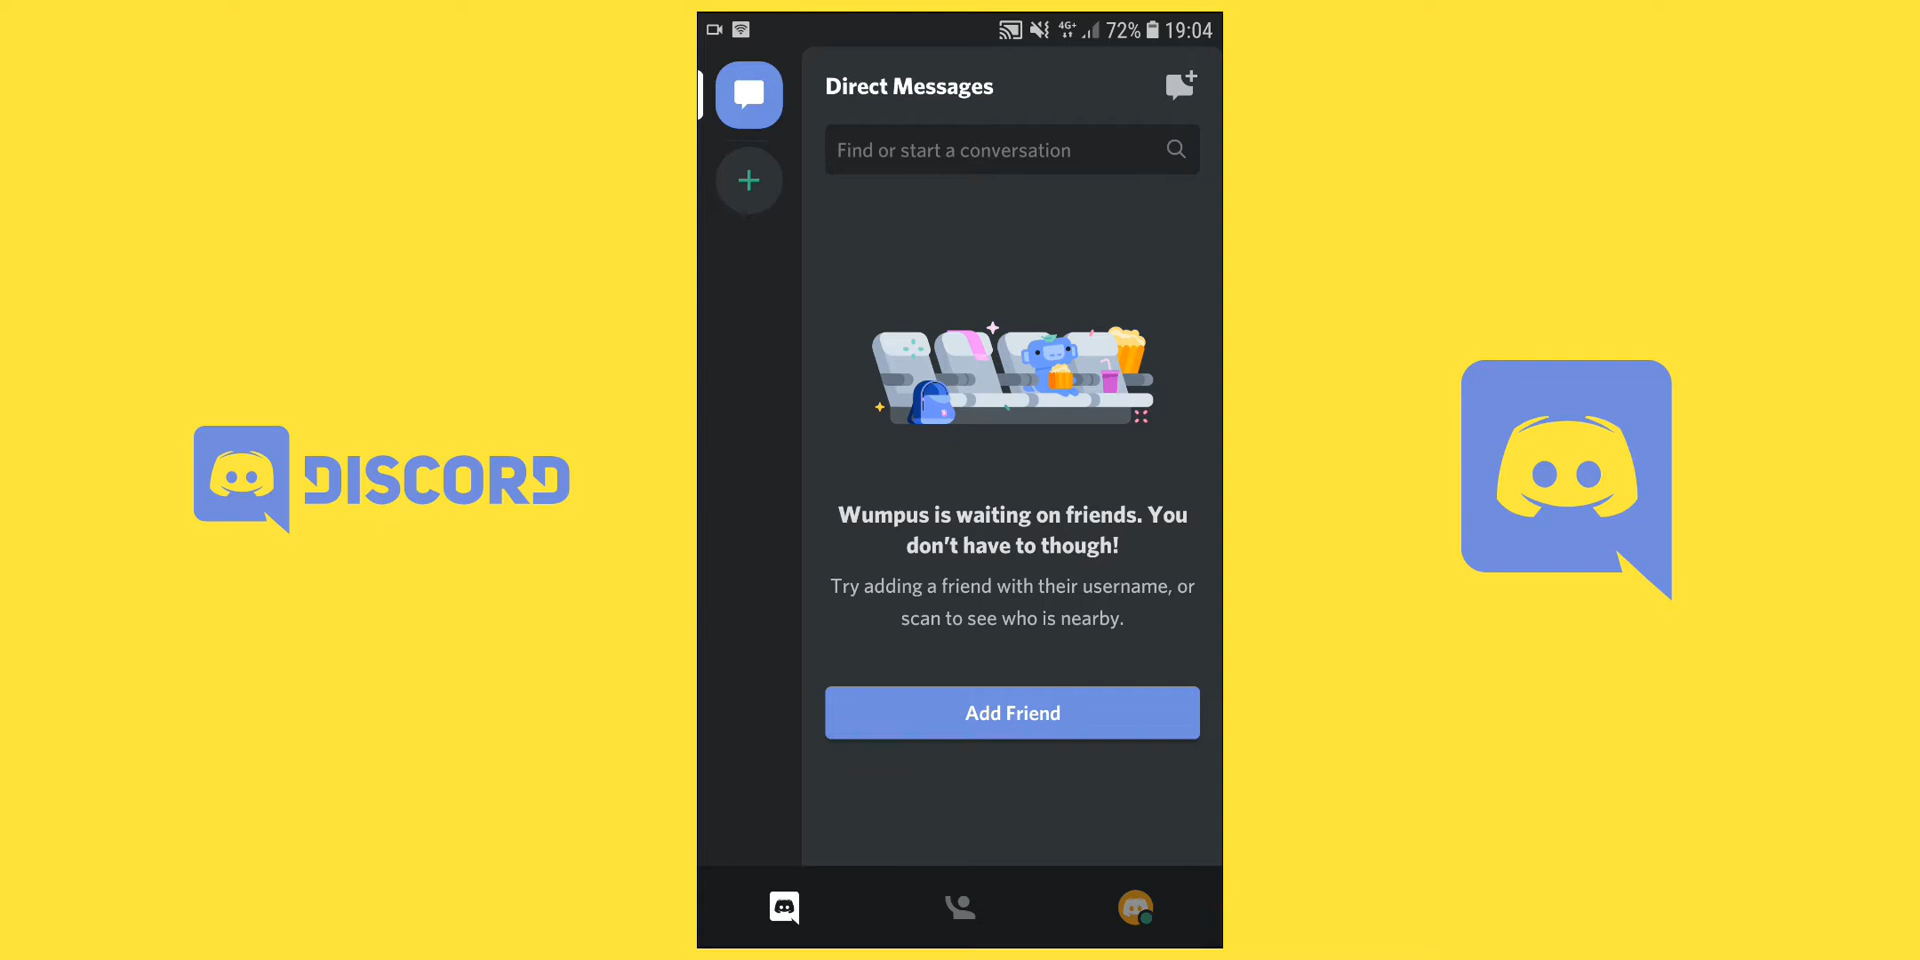 4G+ 72% 19:04
Direct Messages
Find or start a conversation
DISCORD
Wumpus is waiting on friends. You
don’t have to though!
Try adding a friend with their username, or
scan to see who is nearby.
Add Friend